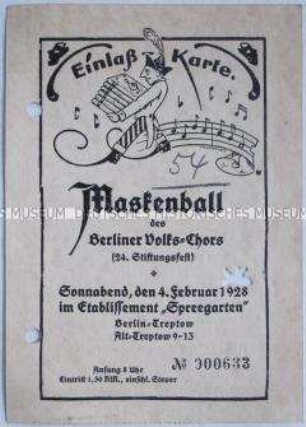 Einlaß Karte.
54
Maskenball
des
Berliner Volks-Chors
(24. Stiftungsfest)
Sonnabend, den 4. Februar 1928
im Etablissement „Spreegarten"
Berlin-Treptow
Alt-Treptow 9-13
Anfang 8 Uhr
Eintritt 1,50 RM., einschl. Steuer
№ 000633